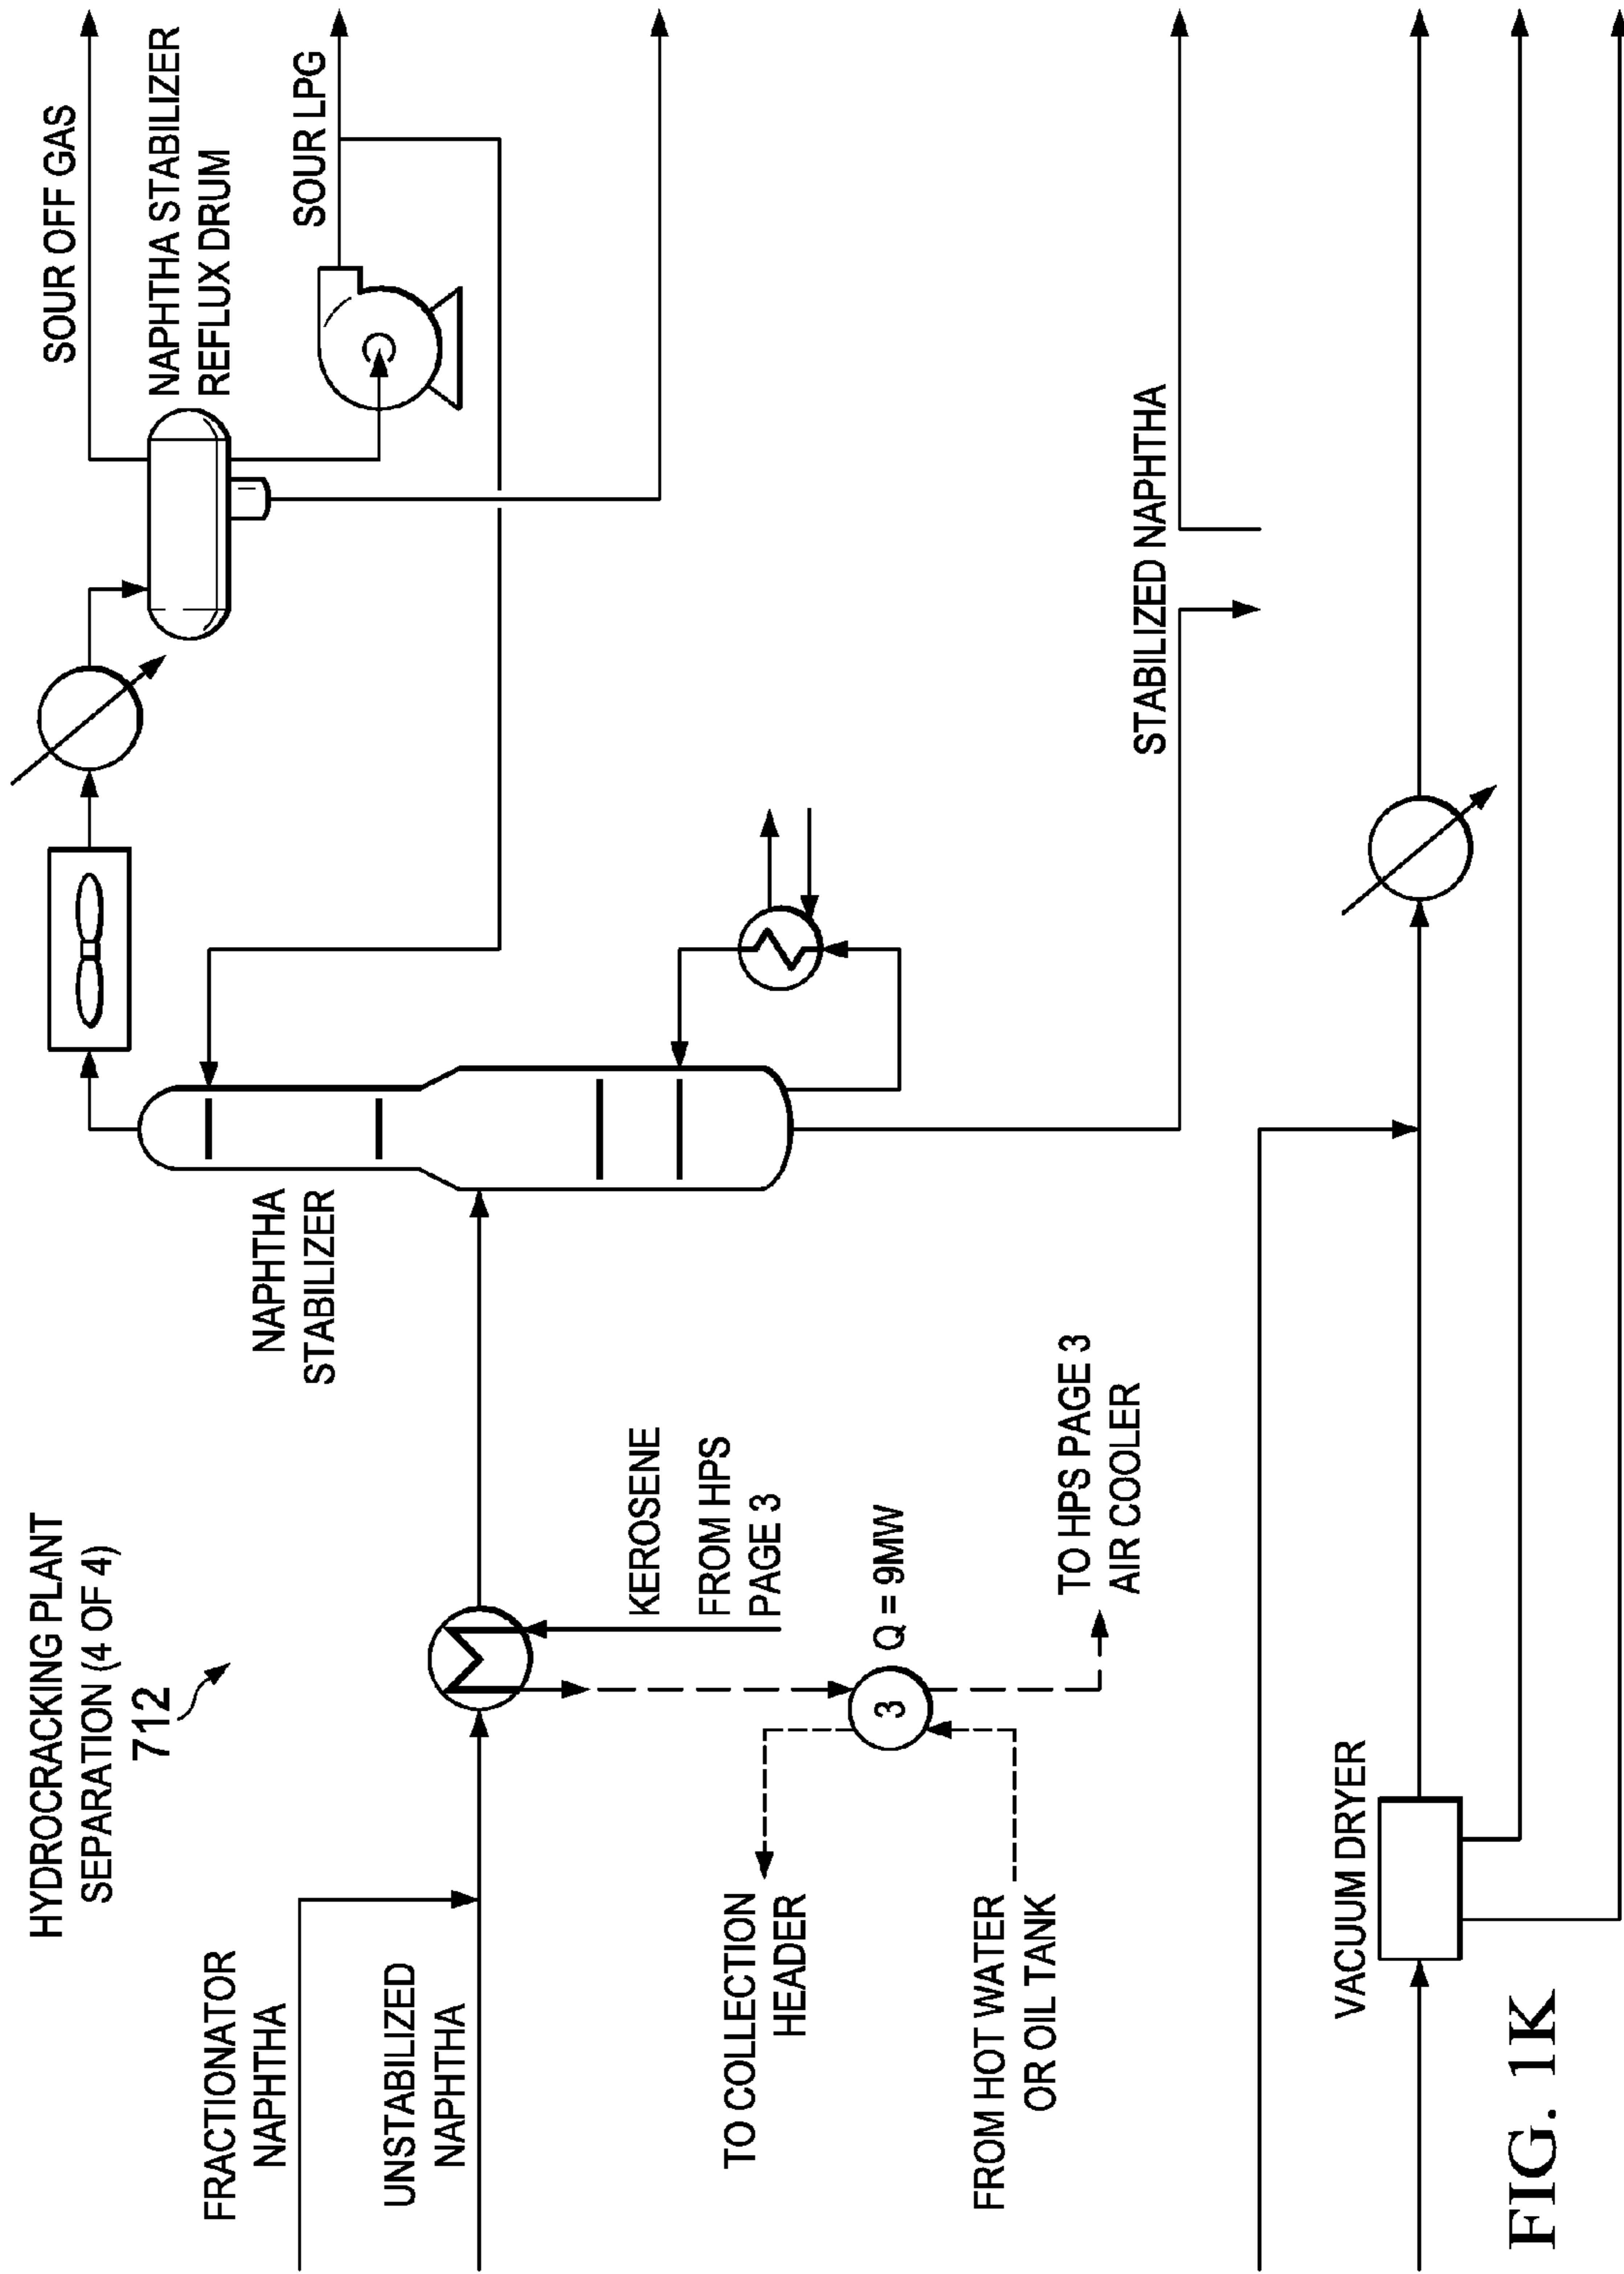 HYDROCRACKING PLANT
SEPARATION (4 OF 4)
712
FRACTIONATOR
NAPHTHA
UNSTABILIZED
NAPHTHA
NAPHTHA
STABILIZER
SOUR OFF GAS
NAPHTHA STABILIZER
REFLUX DRUM
SOUR LPG
KEROSENE
FROM HPS
PAGE 3
TO COLLECTION
HEADER
3
Q = 9MW
FROM HOT WATER
OR OIL TANK
TO HPS PAGE 3
AIR COOLER
STABILIZED NAPHTHA
VACUUM DRYER
FIG. 1K